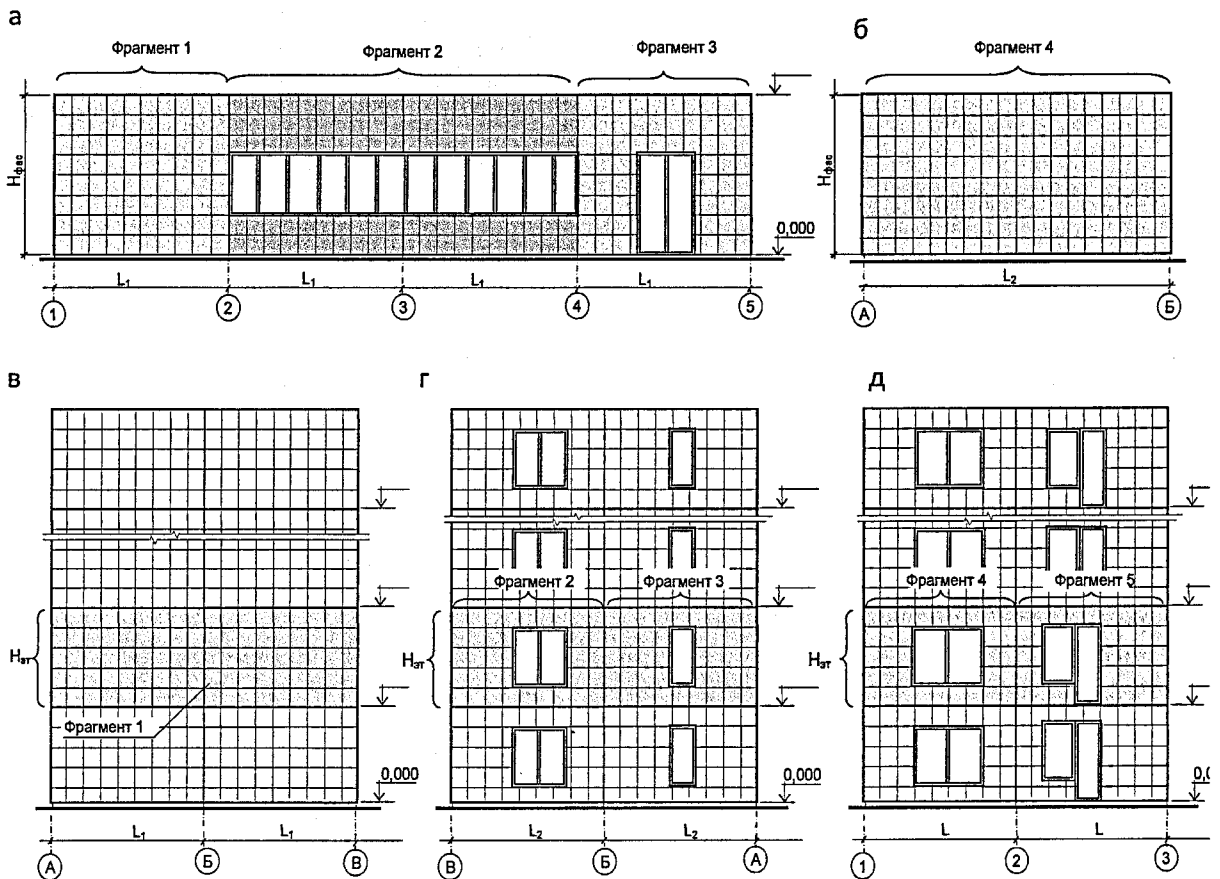 а
Фрагмент 1
Фрагмент 2
Фрагмент 3
Hфас
0,000
L₁
L₁
L₁
L₁
1
2
3
4
5
б
Фрагмент 4
Hфас
L₂
А
Б
в
Hэт
Фрагмент 1
0,000
L₁
L₁
А
Б
В
г
Фрагмент 2
Фрагмент 3
Hэт
0,000
L₂
L₂
В
Б
А
д
Фрагмент 4
Фрагмент 5
Hэт
0,0
L
L
1
2
3